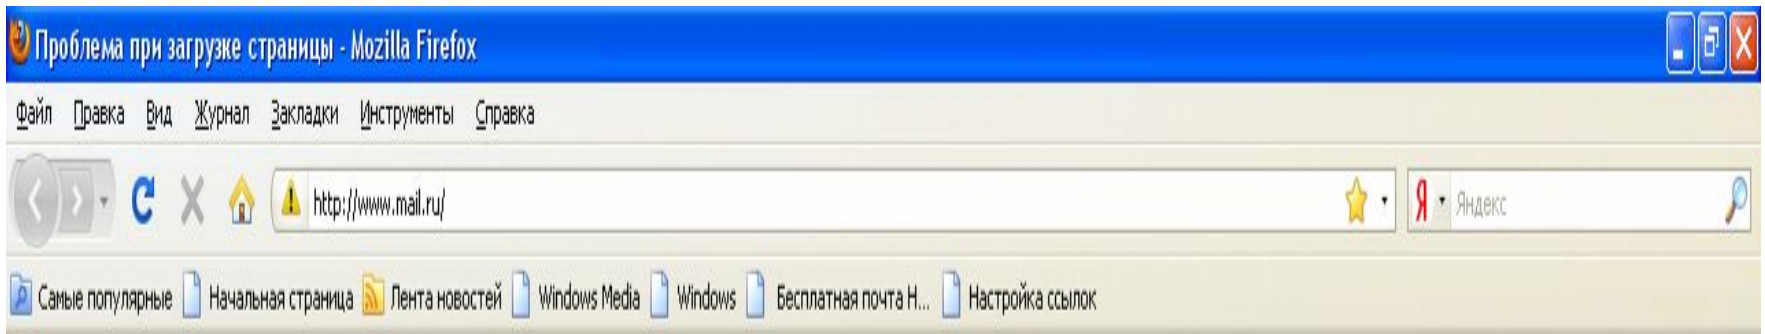 Проблема при загрузке страницы - Mozilla Firefox
Файл Правка Вид Журнал Закладки Инструменты Справка
http://www.mail.ru/ Я Яндекс
Самые популярные Начальная страница Лента новостей Windows Media Windows Бесплатная почта H... Настройка ссылок